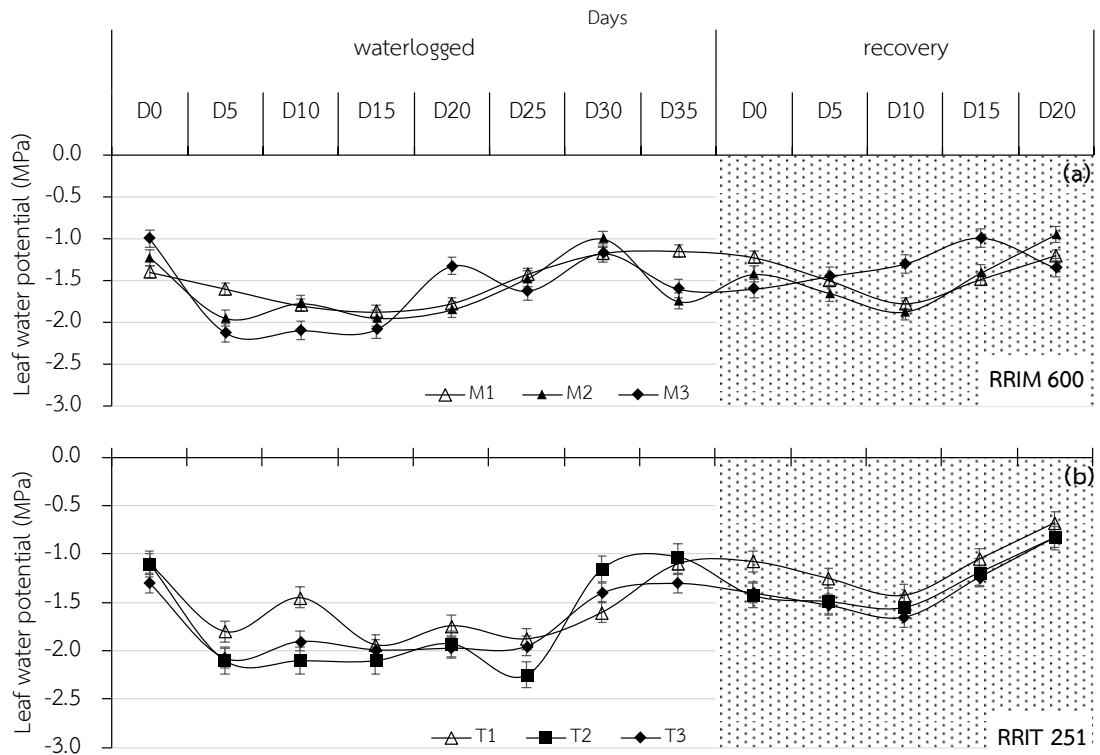 Days
waterlogged recovery
D0 D5 D10 D15 D20 D25 D30 D35 D0 D5 D10 D15 D20
Leaf water potential (MPa)
0.0
-0.5
-1.0
-1.5
-2.0
-2.5
-3.0
(a)
RRIM 600
M1 M2 M3
Leaf water potential (MPa)
0.0
-0.5
-1.0
-1.5
-2.0
-2.5
-3.0
(b)
T1 T2 T3
RRIT 251